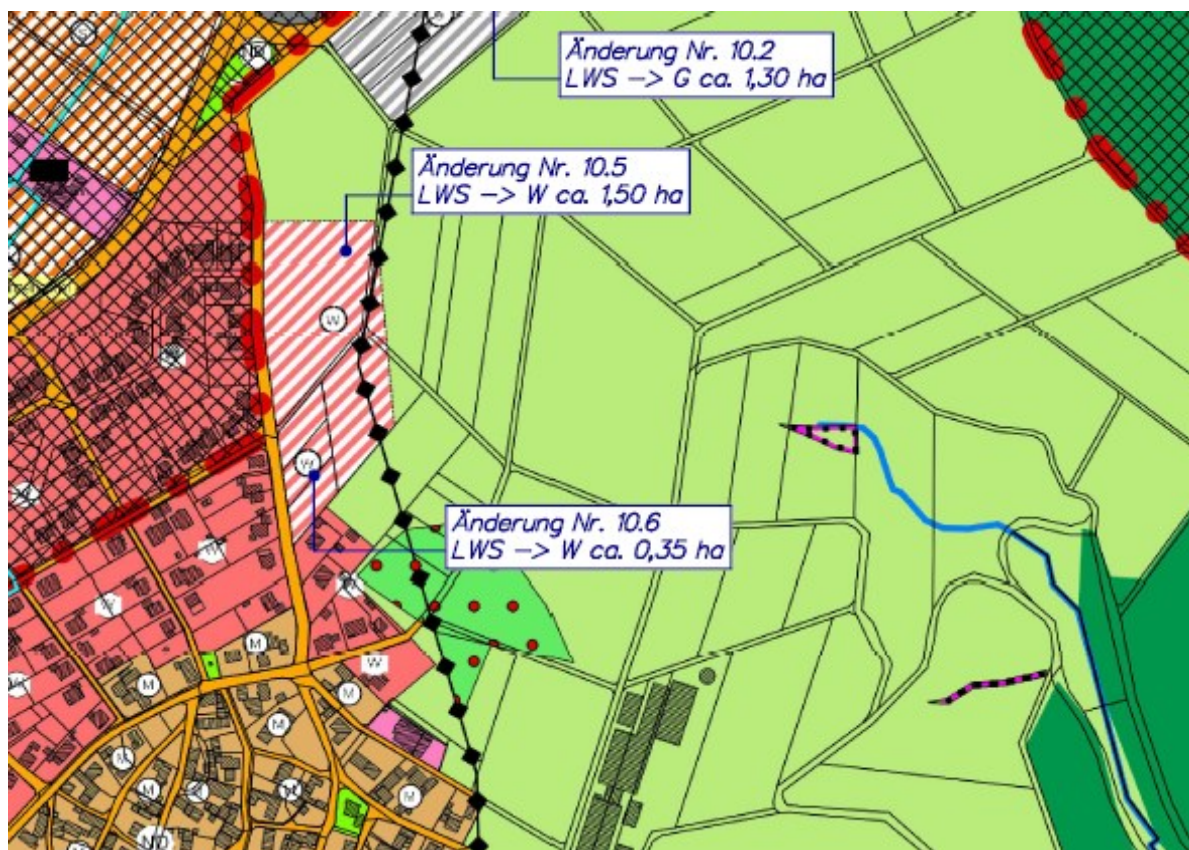 Änderung Nr. 10.2
LWS -> G ca. 1,30 ha
Änderung Nr. 10.5
LWS -> W ca. 1,50 ha
W
W
Änderung Nr. 10.6
LWS -> W ca. 0,35 ha
W
W
M
W
M
M
M
M
M
M
M
ND